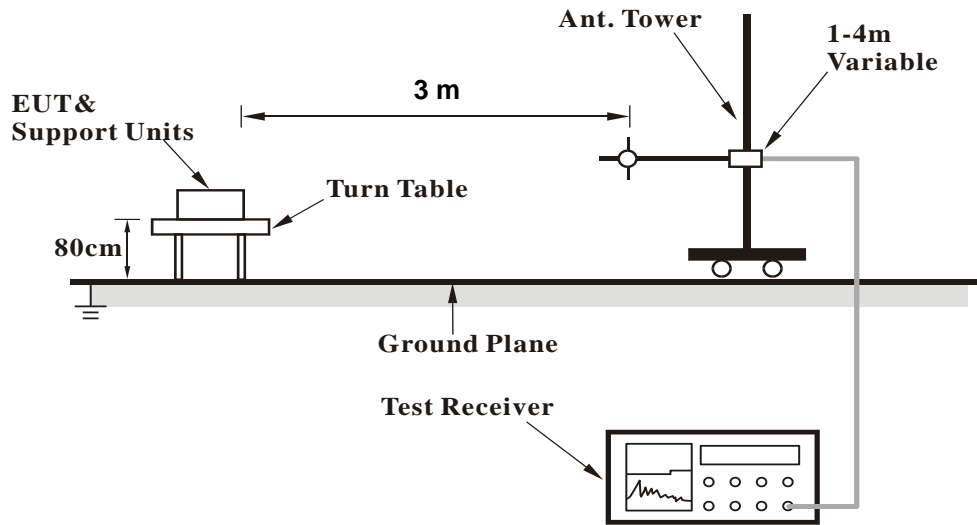 Ant. Tower
1-4m
Variable
3 m
EUT&
Support Units
Turn Table
80cm
Ground Plane
Test Receiver